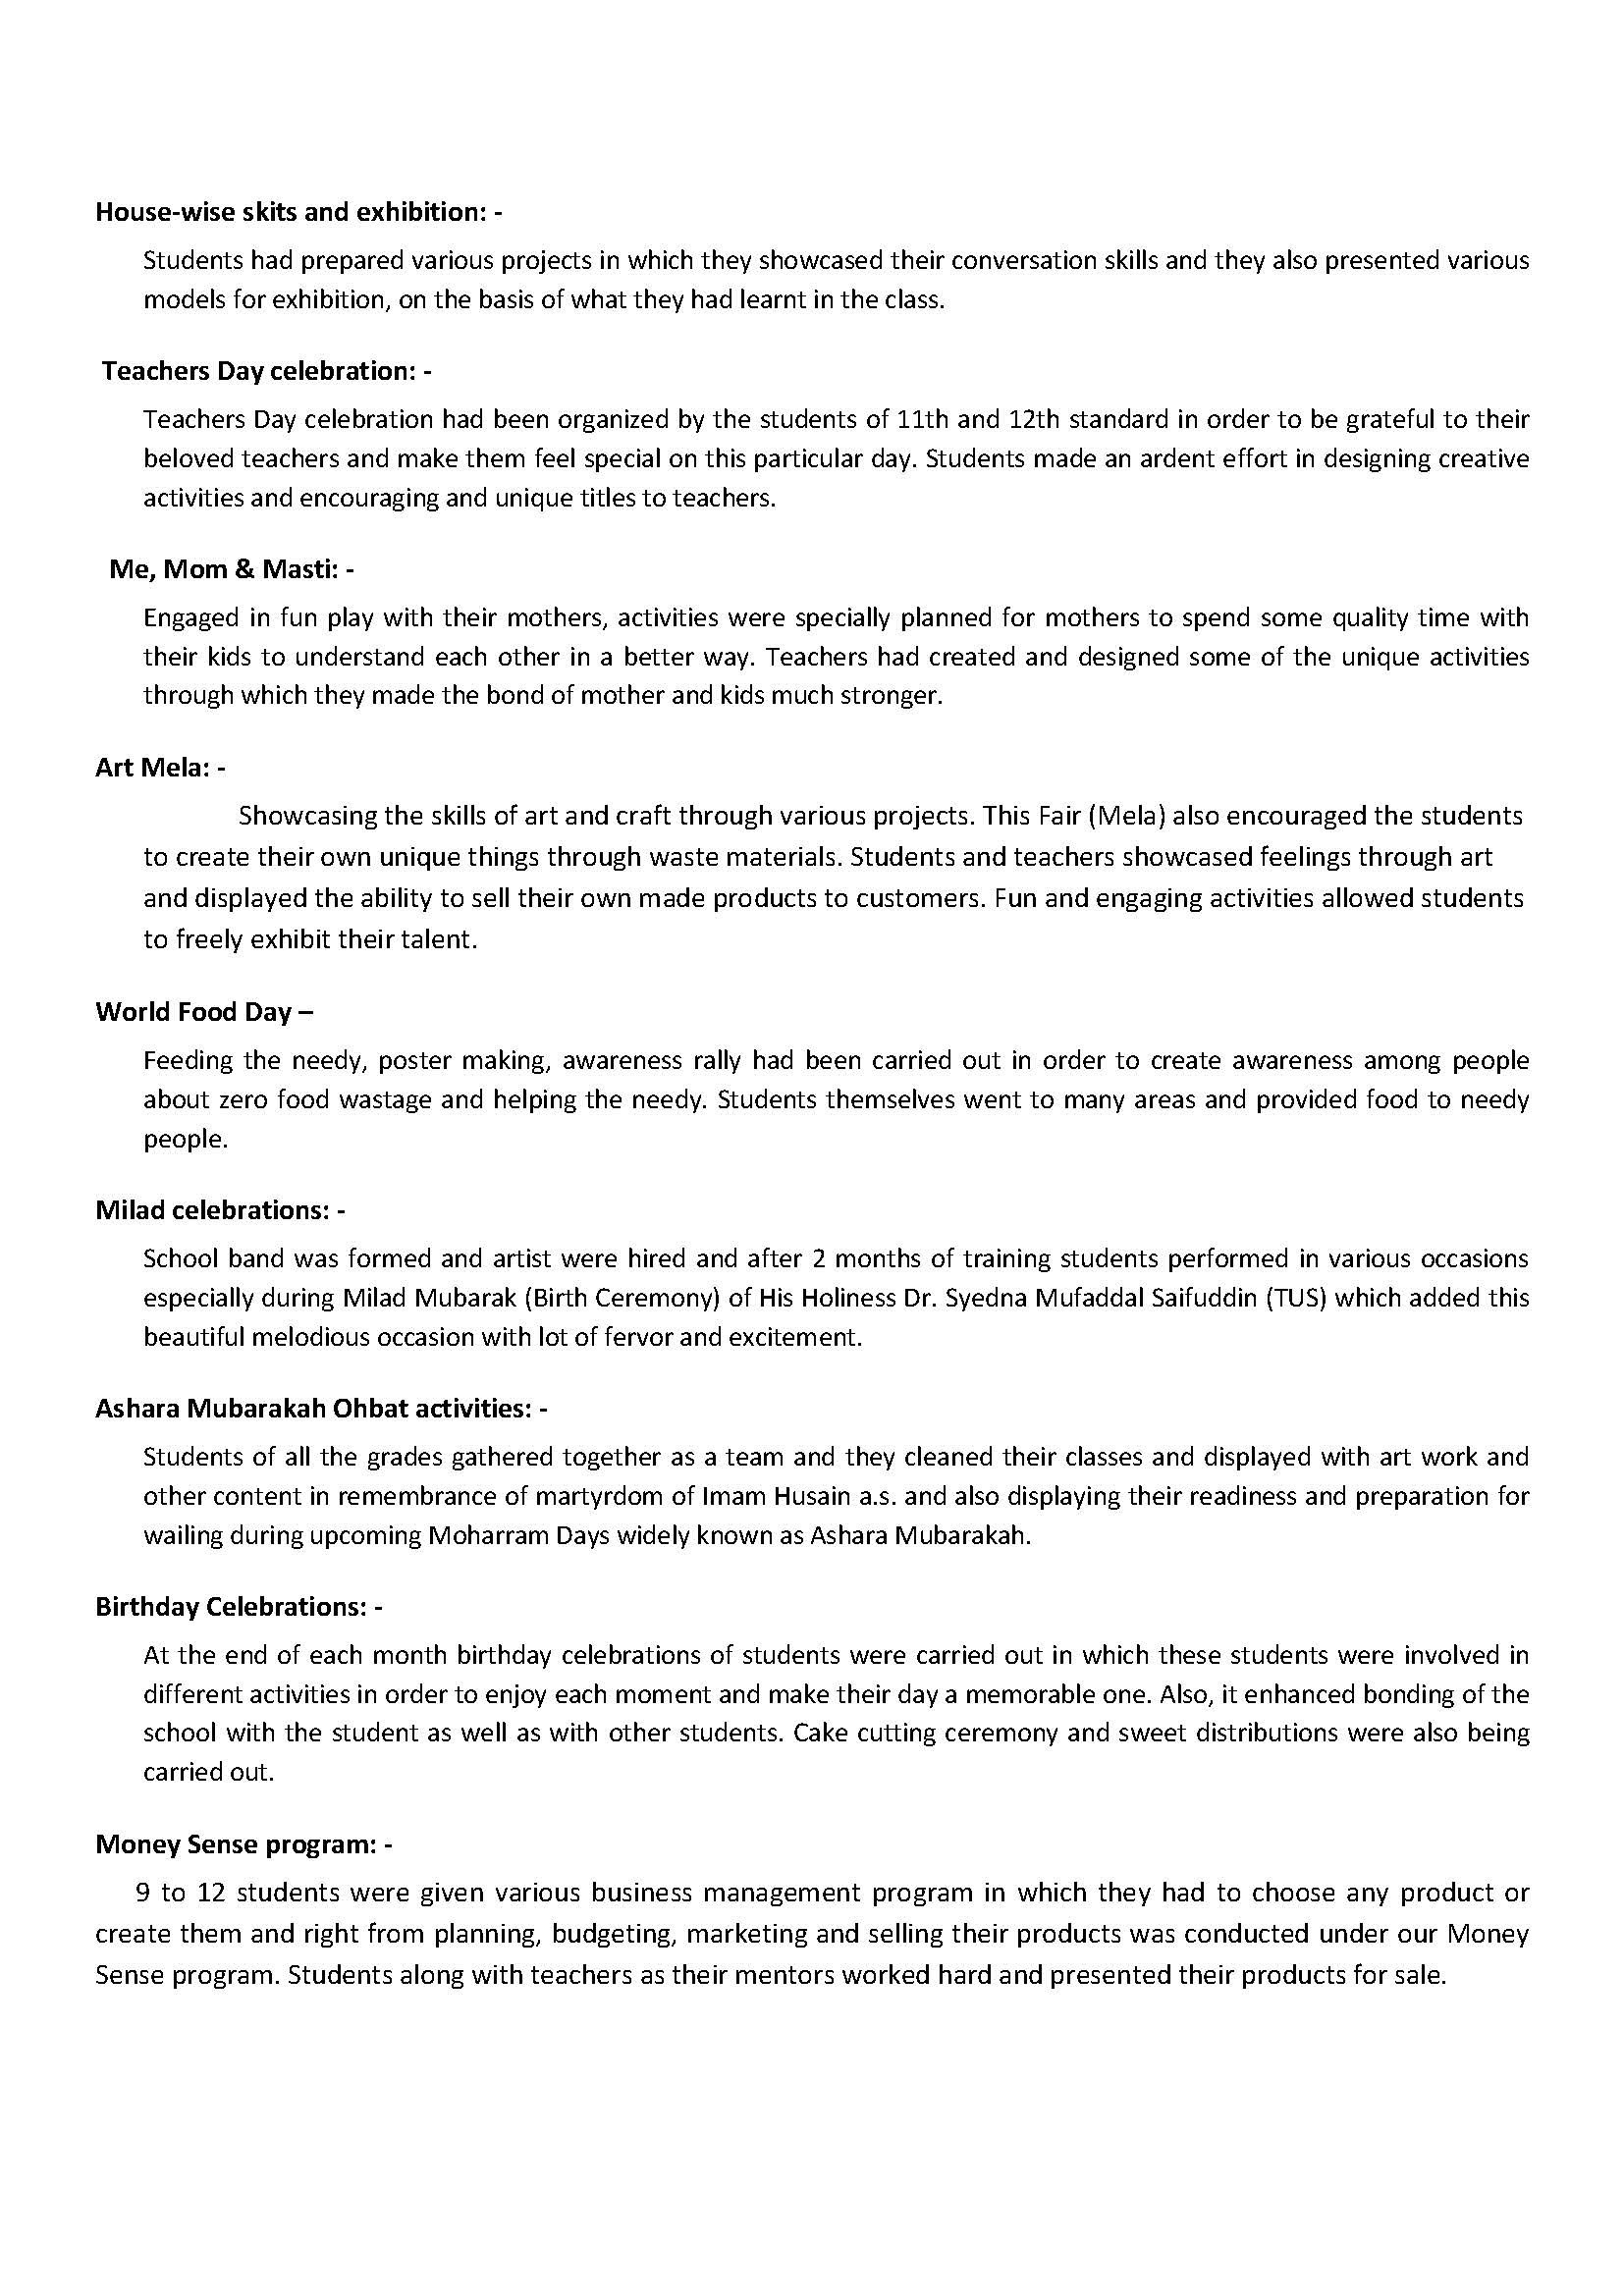 House-wise skits and exhibition: -
Students had prepared various projects in which they showcased their conversation skills and they also presented various
models for exhibition, on the basis of what they had learnt in the class.
Teachers Day celebration: -
Teachers Day celebration had been organized by the students of 11th and 12th standard in order to be grateful to their
beloved teachers and make them feel special on this particular day. Students made an ardent effort in designing creative
activities and encouraging and unique titles to teachers.
Me, Mom & Masti: -
Engaged in fun play with their mothers, activities were specially planned for mothers to spend some quality time with
their kids to understand each other in a better way. Teachers had created and designed some of the unique activities
through which they made the bond of mother and kids much stronger.
Art Mela: -
Showcasing the skills of art and craft through various projects. This Fair (Mela) also encouraged the students
to create their own unique things through waste materials. Students and teachers showcased feelings through art
and displayed the ability to sell their own made products to customers. Fun and engaging activities allowed students
to freely exhibit their talent.
World Food Day –
Feeding the needy, poster making, awareness rally had been carried out in order to create awareness among people
about zero food wastage and helping the needy. Students themselves went to many areas and provided food to needy
people.
Milad celebrations: -
School band was formed and artist were hired and after 2 months of training students performed in various occasions
especially during Milad Mubarak (Birth Ceremony) of His Holiness Dr. Syedna Mufaddal Saifuddin (TUS) which added this
beautiful melodious occasion with lot of fervor and excitement.
Ashara Mubarakah Ohbat activities: -
Students of all the grades gathered together as a team and they cleaned their classes and displayed with art work and
other content in remembrance of martyrdom of Imam Husain a.s. and also displaying their readiness and preparation for
wailing during upcoming Moharram Days widely known as Ashara Mubarakah.
Birthday Celebrations: -
At the end of each month birthday celebrations of students were carried out in which these students were involved in
different activities in order to enjoy each moment and make their day a memorable one. Also, it enhanced bonding of the
school with the student as well as with other students. Cake cutting ceremony and sweet distributions were also being
carried out.
Money Sense program: -
9 to 12 students were given various business management program in which they had to choose any product or
create them and right from planning, budgeting, marketing and selling their products was conducted under our Money
Sense program. Students along with teachers as their mentors worked hard and presented their products for sale.